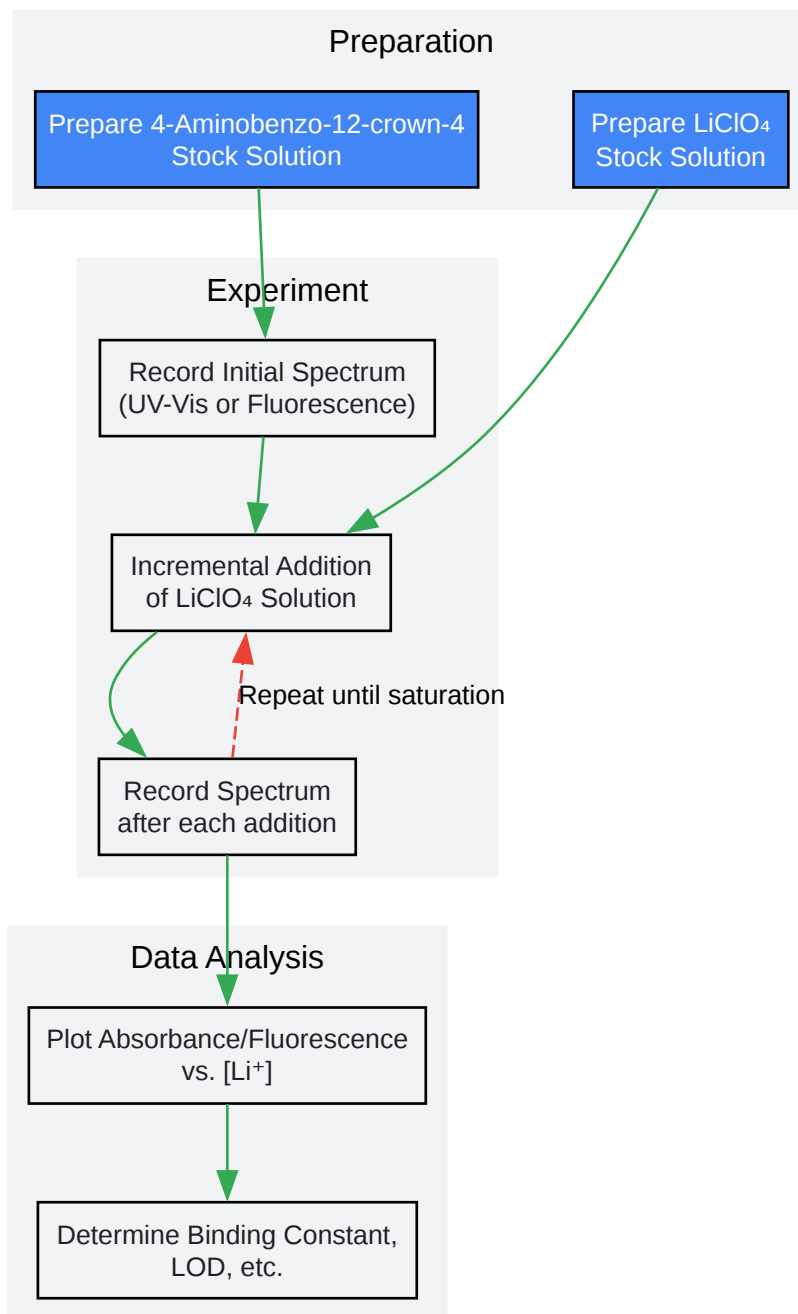 Preparation
Prepare 4-Aminobenzo-12-crown-4
Stock Solution
Prepare LiClO₄
Stock Solution
Experiment
Record Initial Spectrum
(UV-Vis or Fluorescence)
Incremental Addition
of LiClO₄ Solution
Repeat until saturation
Record Spectrum
after each addition
Data Analysis
Plot Absorbance/Fluorescence
vs. [Li⁺]
Determine Binding Constant,
LOD, etc.